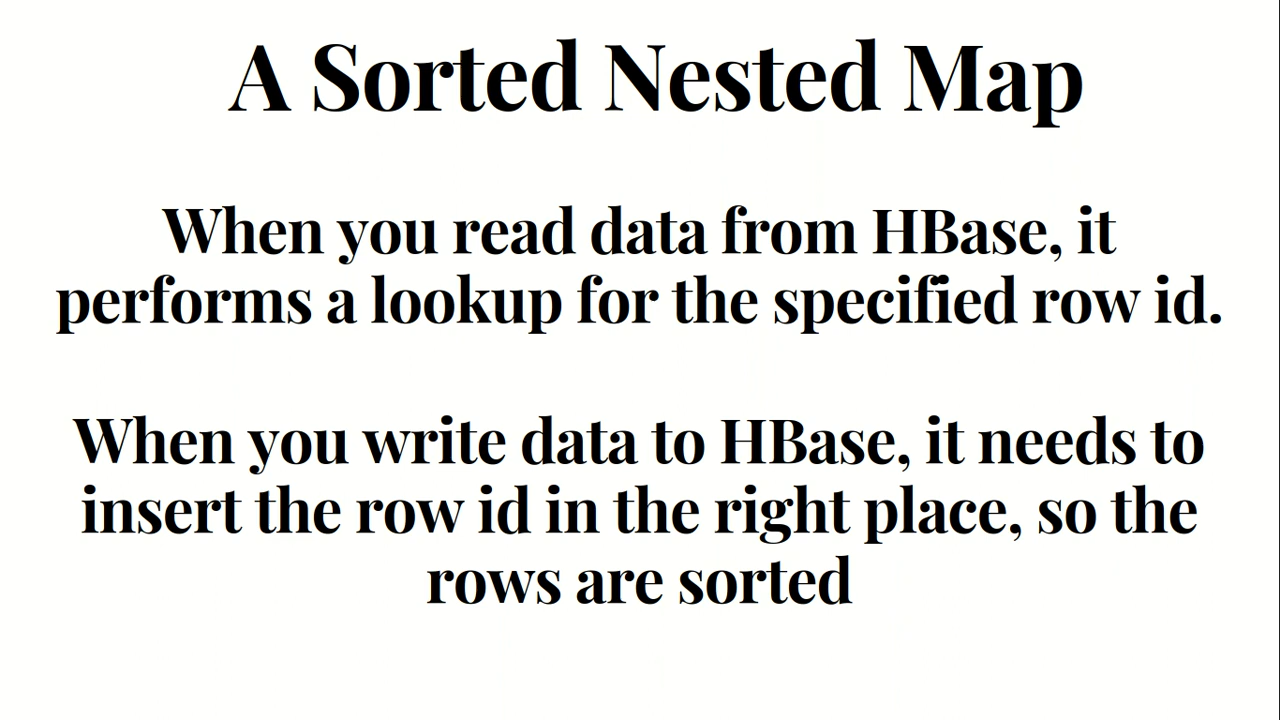 A Sorted Nested Map
When you read data from HBase, it
performs a lookup for the specified row id.
When you write data to HBase, it needs to
insert the row id in the right place, so the
rows are sorted